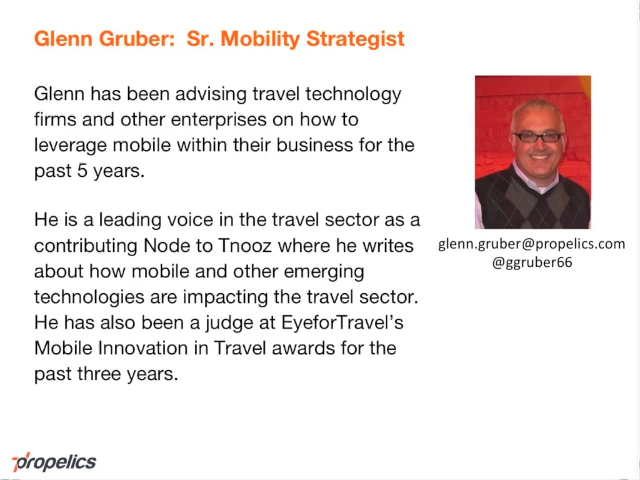 Glenn Gruber:  Sr. Mobility Strategist
Glenn has been advising travel technology
firms and other enterprises on how to
leverage mobile within their business for the
past 5 years.
He is a leading voice in the travel sector as a
contributing Node to Tnooz where he writes
about how mobile and other emerging
technologies are impacting the travel sector.
He has also been a judge at EyeforTravel’s
Mobile Innovation in Travel awards for the
past three years.
glenn.gruber@propelics.com
@ggruber66
propelics